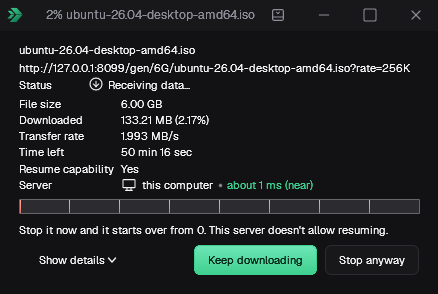 2% ubuntu-26.04-desktop-amd64.iso
ubuntu-26.04-desktop-amd64.iso
http://127.0.0.1:8099/gen/6G/ubuntu-26.04-desktop-amd64.iso?rate=256K
Status Receiving data...
File size 6.00 GB
Downloaded 133.21 MB (2.17%)
Transfer rate 1.993 MB/s
Time left 50 min 16 sec
Resume capability Yes
Server this computer • about 1 ms (near)
Stop it now and it starts over from 0. This server doesn't allow resuming.
Show details Keep downloading Stop anyway